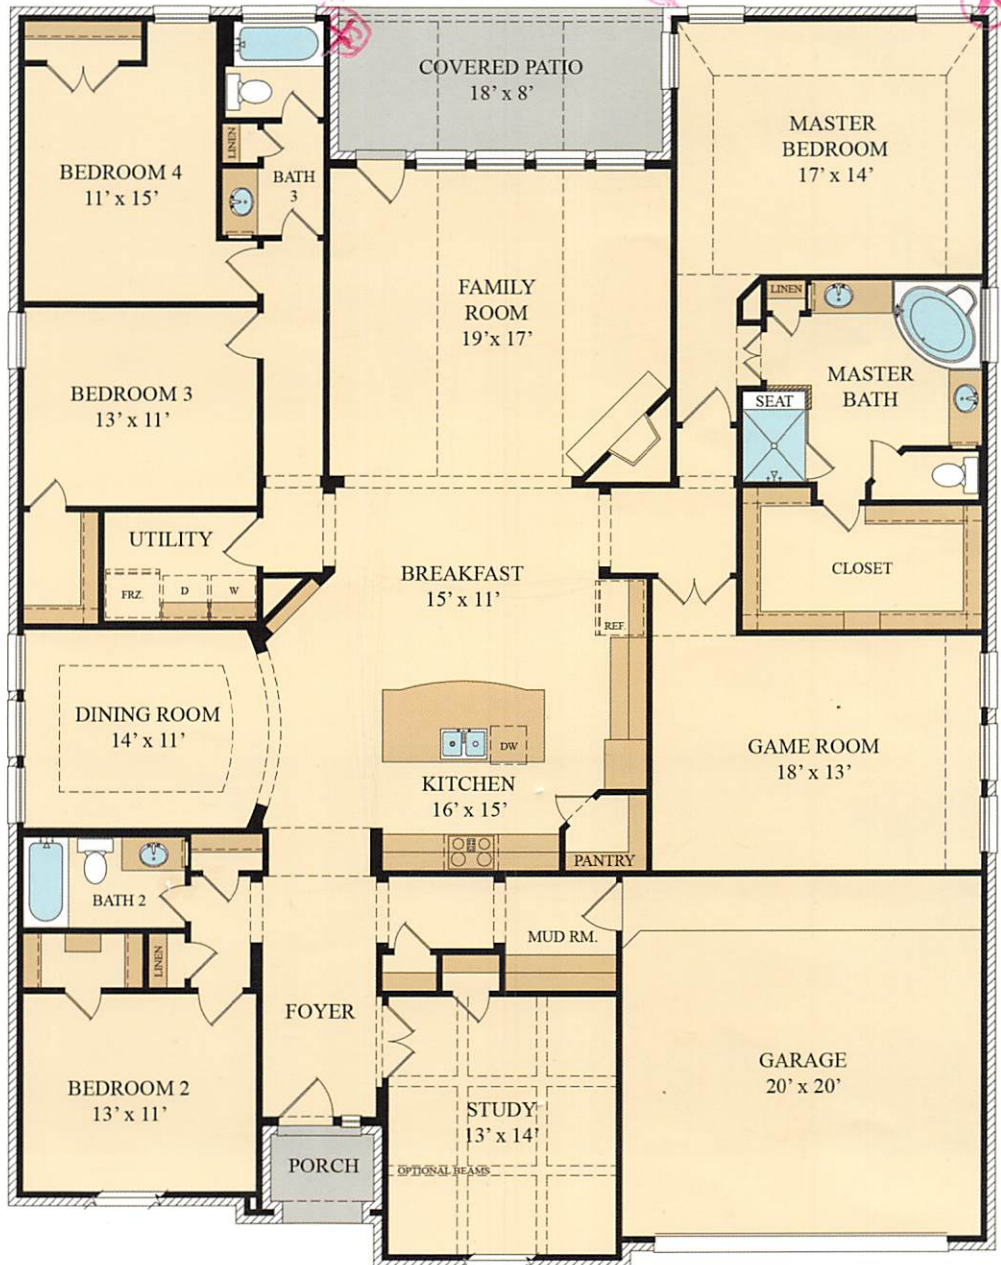 COVERED PATIO
18' x 8'
MASTER
BEDROOM
17' x 14'
BEDROOM 4
11' x 15'
LINEN
BATH
3
FAMILY
ROOM
19' x 17'
LINEN
MASTER
BATH
SEAT
BEDROOM 3
13' x 11'
UTILITY
FRZ.
D
W
BREAKFAST
15' x 11'
CLOSET
REF.
DINING ROOM
14' x 11'
DW
KITCHEN
16' x 15'
GAME ROOM
18' x 13'
PANTRY
BATH 2
LINEN
MUD RM.
FOYER
BEDROOM 2
13' x 11'
STUDY
13' x 14'
OPTIONAL BEAMS
GARAGE
20' x 20'
PORCH